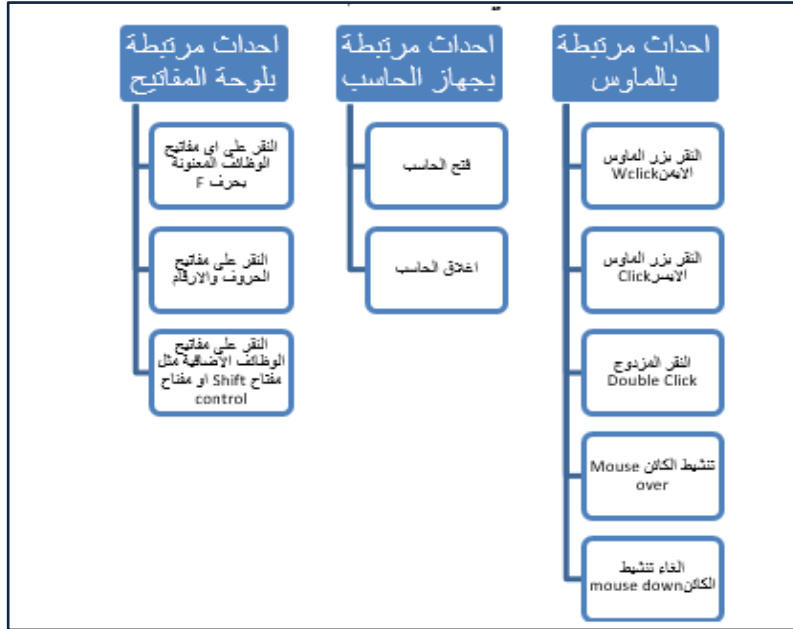 احداث مرتبطة
بالماوس
النقر بزر الماوس
الايمنWclick
النقر بزر الماوس
الايسرClick
النقر المزدوج
Double Click
تنشيط الكائن Mouse
over
الغاء تنشيط
الكائنmouse down
احداث مرتبطة
بجهاز الحاسب
فتح الحاسب
اغلاق الحاسب
احداث مرتبطة
بلوحة المفاتيح
النقر على اى مفاتيح
الوظائف المعنونة
بحرف F
النقر على مفاتيح
الحروف والارقام
النقر على مفاتيح
الوظائف الأضافية مثل
مفتاح Shift او مفتاح
control